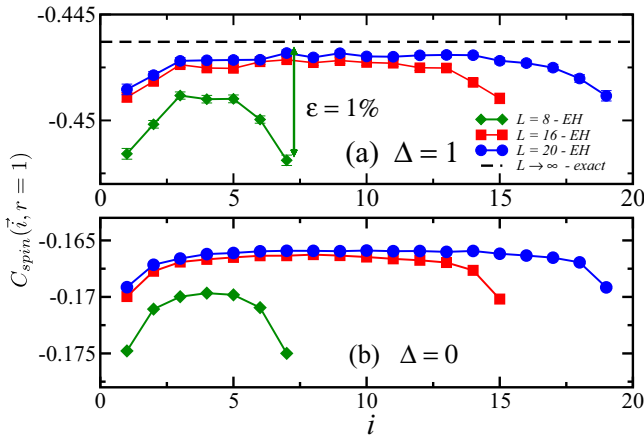 -0.445
-0.45
ε = 1%
(a) Δ = 1
L = 8 - EH
L = 16 - EH
L = 20 - EH
L → ∞ - exact
0 5 10 15 20
C_spin(i⃗, r = 1)
-0.165
-0.17
-0.175
(b) Δ = 0
0 5 10 15 20
i